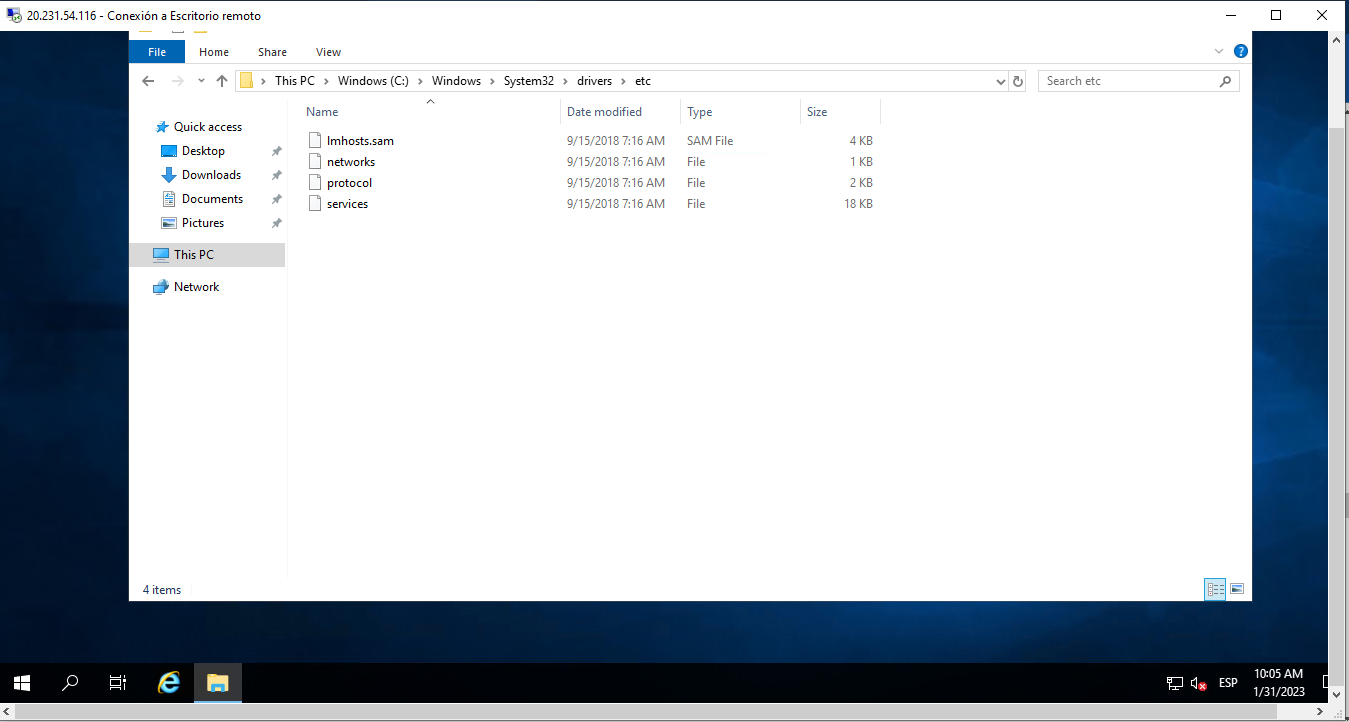 20.231.54.116 - Conexión a Escritorio remoto
File Home Share View
This PC Windows (C:) Windows System32 drivers etc Search etc
Name Date modified Type Size
Quick access
Desktop
Downloads
Documents
Pictures
This PC
Network
lmhosts.sam 9/15/2018 7:16 AM SAM File 4 KB
networks 9/15/2018 7:16 AM File 1 KB
protocol 9/15/2018 7:16 AM File 2 KB
services 9/15/2018 7:16 AM File 18 KB
4 items
ESP
10:05 AM
1/31/2023